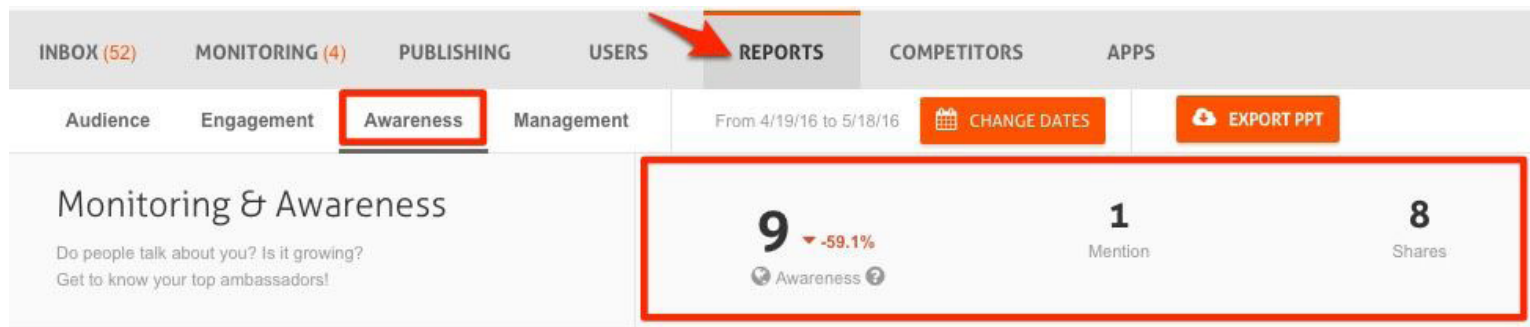 INBOX (52) MONITORING (4) PUBLISHING USERS REPORTS COMPETITORS APPS
Audience Engagement Awareness Management From 4/19/16 to 5/18/16 CHANGE DATES EXPORT PPT
Monitoring & Awareness
Do people talk about you? Is it growing?
Get to know your top ambassadors!
9 -59.1%
Awareness ?
1
Mention
8
Shares